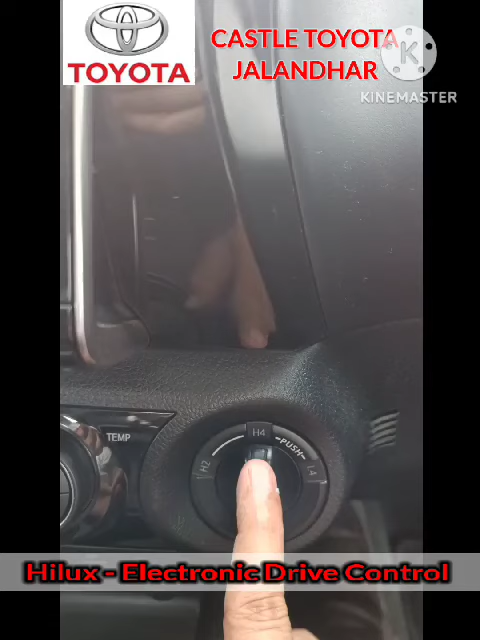 TOYOTA
CASTLE TOYOTA
JALANDHAR
K
KINEMASTER
TEMP
H2
H4
PUSH
L4
Hilux - Electronic Drive Control